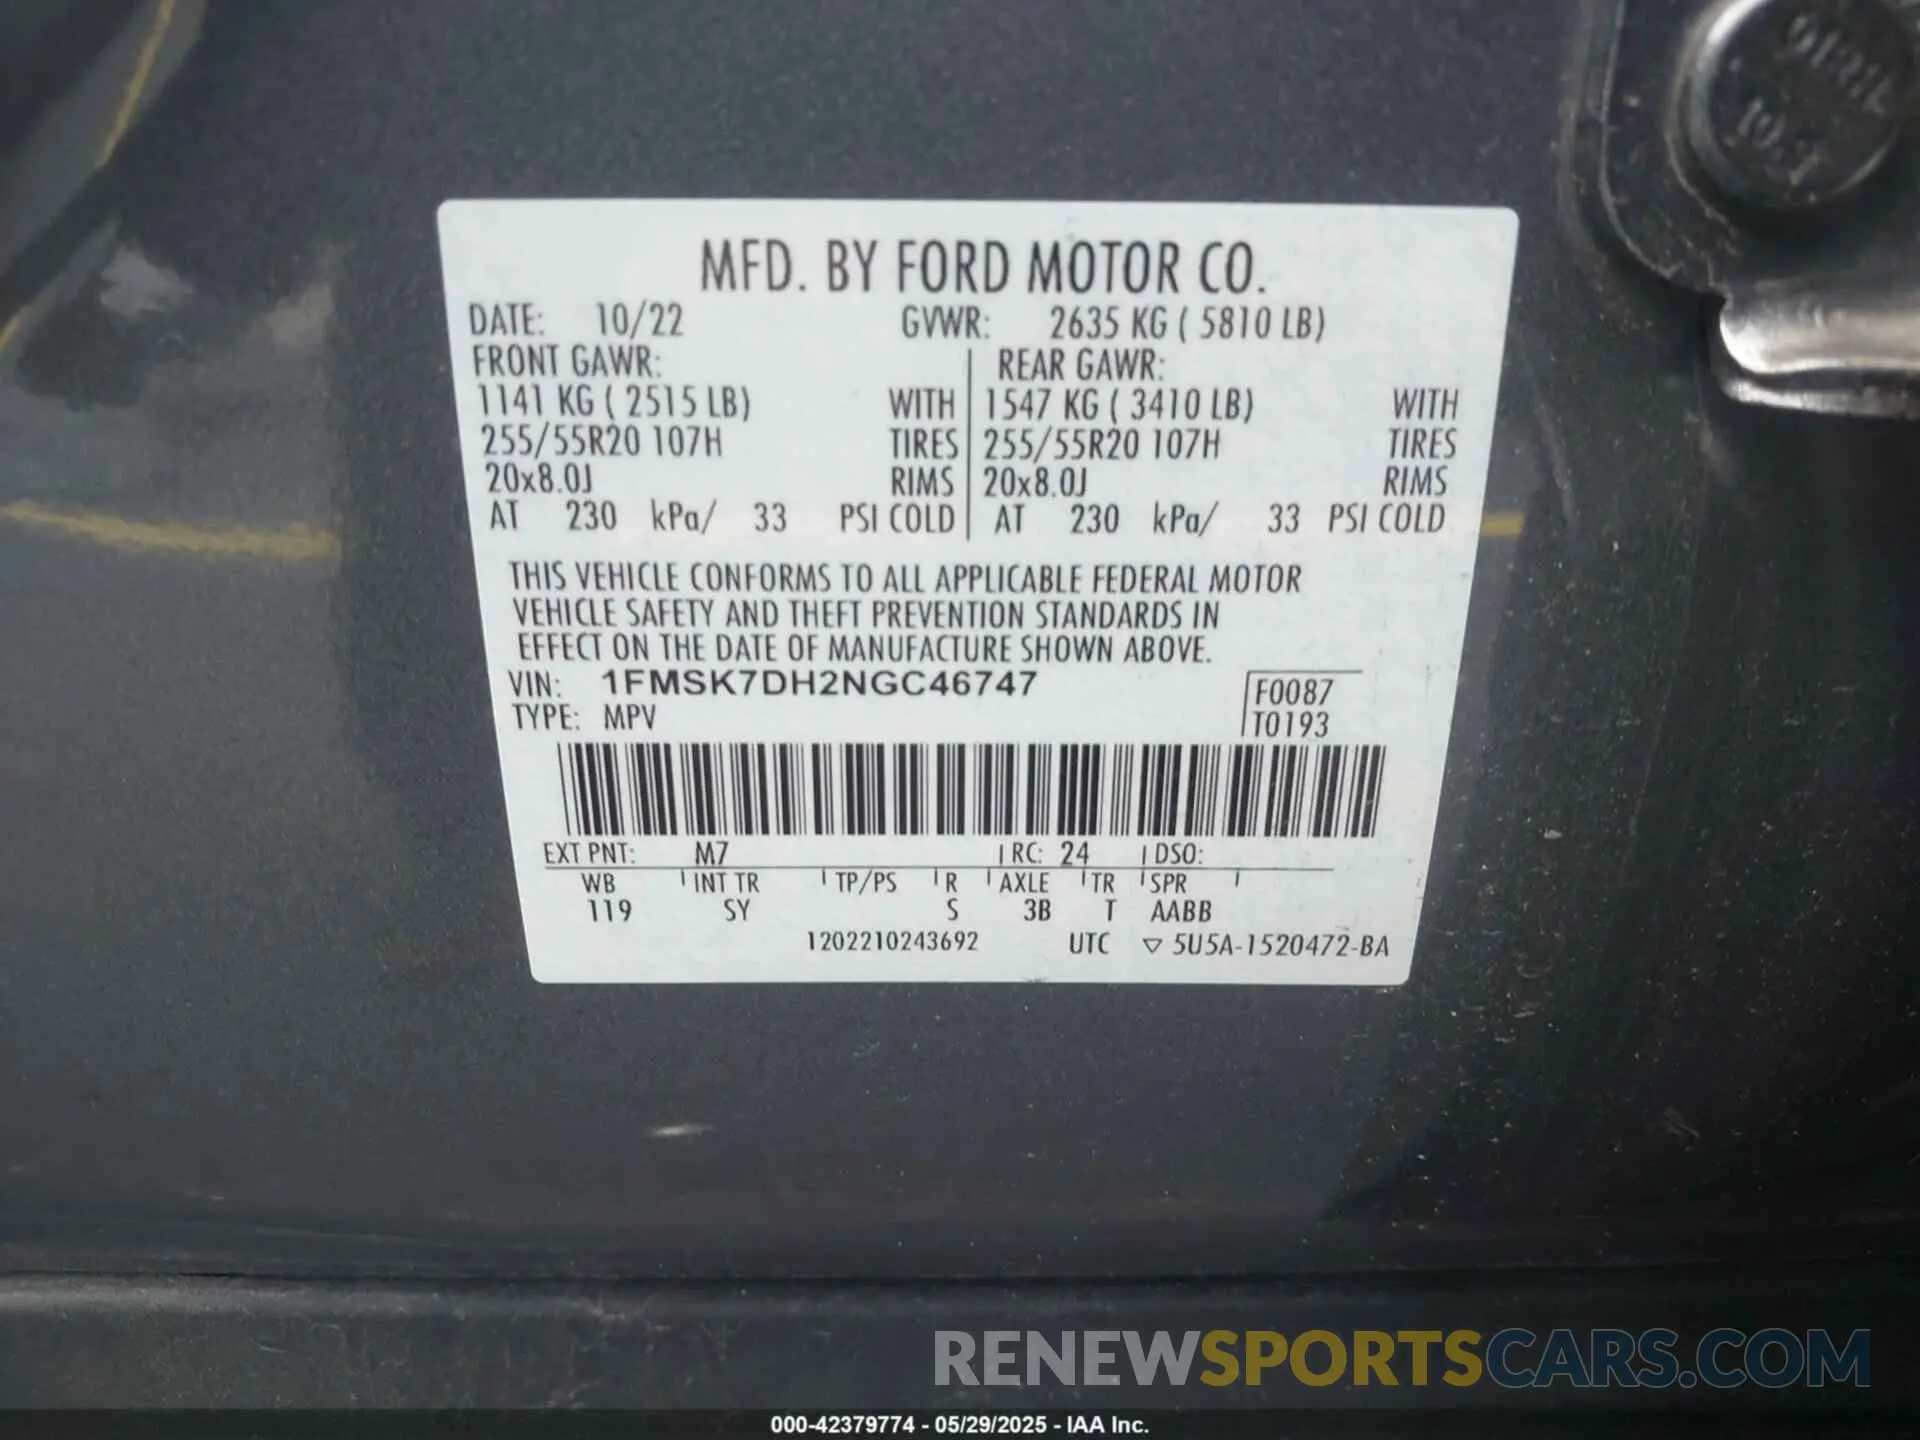 MFD. BY FORD MOTOR CO.
DATE: 10/22 GVWR: 2635 KG ( 5810 LB)
FRONT GAWR: REAR GAWR:
1141 KG ( 2515 LB) WITH 1547 KG ( 3410 LB) WITH
255/55R20 107H TIRES 255/55R20 107H TIRES
20x8.0J RIMS 20x8.0J RIMS
AT 230 kPa/ 33 PSI COLD AT 230 kPa/ 33 PSI COLD
THIS VEHICLE CONFORMS TO ALL APPLICABLE FEDERAL MOTOR
VEHICLE SAFETY AND THEFT PREVENTION STANDARDS IN
EFFECT ON THE DATE OF MANUFACTURE SHOWN ABOVE.
VIN: 1FMSK7DH2NGC46747 F0087
TYPE: MPV T0193
EXT PNT: M7 RC: 24 DSO:
WB INT TR TP/PS R AXLE TR SPR
119 SY S 3B T AABB
1202210243692 UTC ▽ 5U5A-1520472-BA
RENEWSPORTSCARS.COM
000-42379774 - 05/29/2025 - IAA Inc.